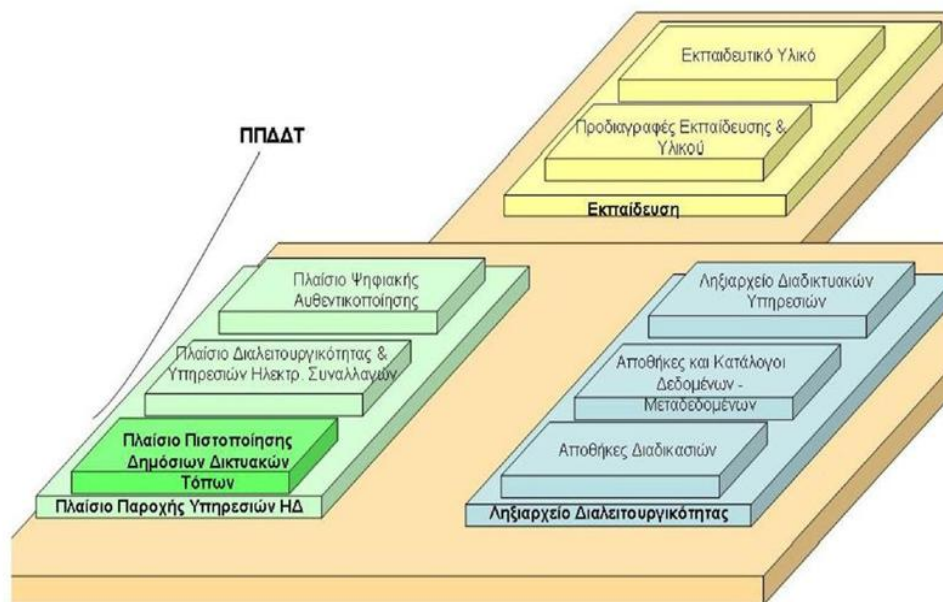 Εκπαιδευτικό Υλικό
Προδιαγραφές Εκπαίδευσης &
Υλικού
Εκπαίδευση
ΠΠΔΔΤ
Πλαίσιο Ψηφιακής
Αυθεντικοποίησης
Πλαίσιο Διαλειτουργικότητας &
Υπηρεσιών Ηλεκτρ. Συναλλαγών
Πλαίσιο Πιστοποίησης
Δημόσιων Δικτυακών
Τόπων
Πλαίσιο Παροχής Υπηρεσιών ΗΔ
Ληξιαρχείο Διαδικτυακών
Υπηρεσιών
Αποθήκες και Κατάλογοι
Δεδομένων -
Μεταδεδομένων
Αποθήκες Διαδικασιών
Ληξιαρχείο Διαλειτουργικότητας